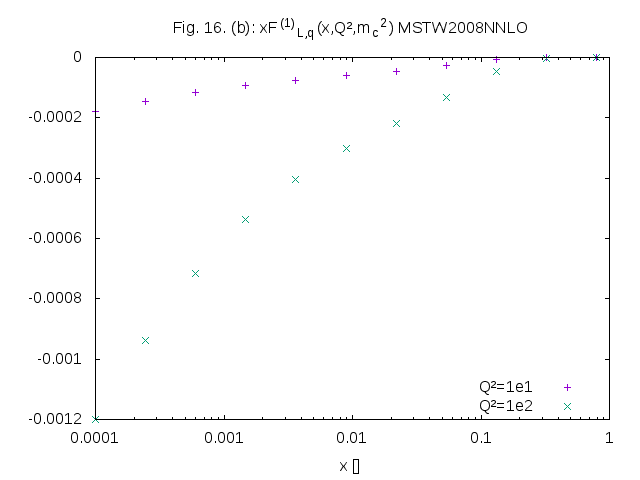 Fig. 16. (b): xF⁽¹⁾L,q(x,Q²,mc²) MSTW2008NNLO
0
-0.0002
-0.0004
-0.0006
-0.0008
-0.001
-0.0012
Q²=1e1
Q²=1e2
0.0001 0.001 0.01 0.1 1
x []